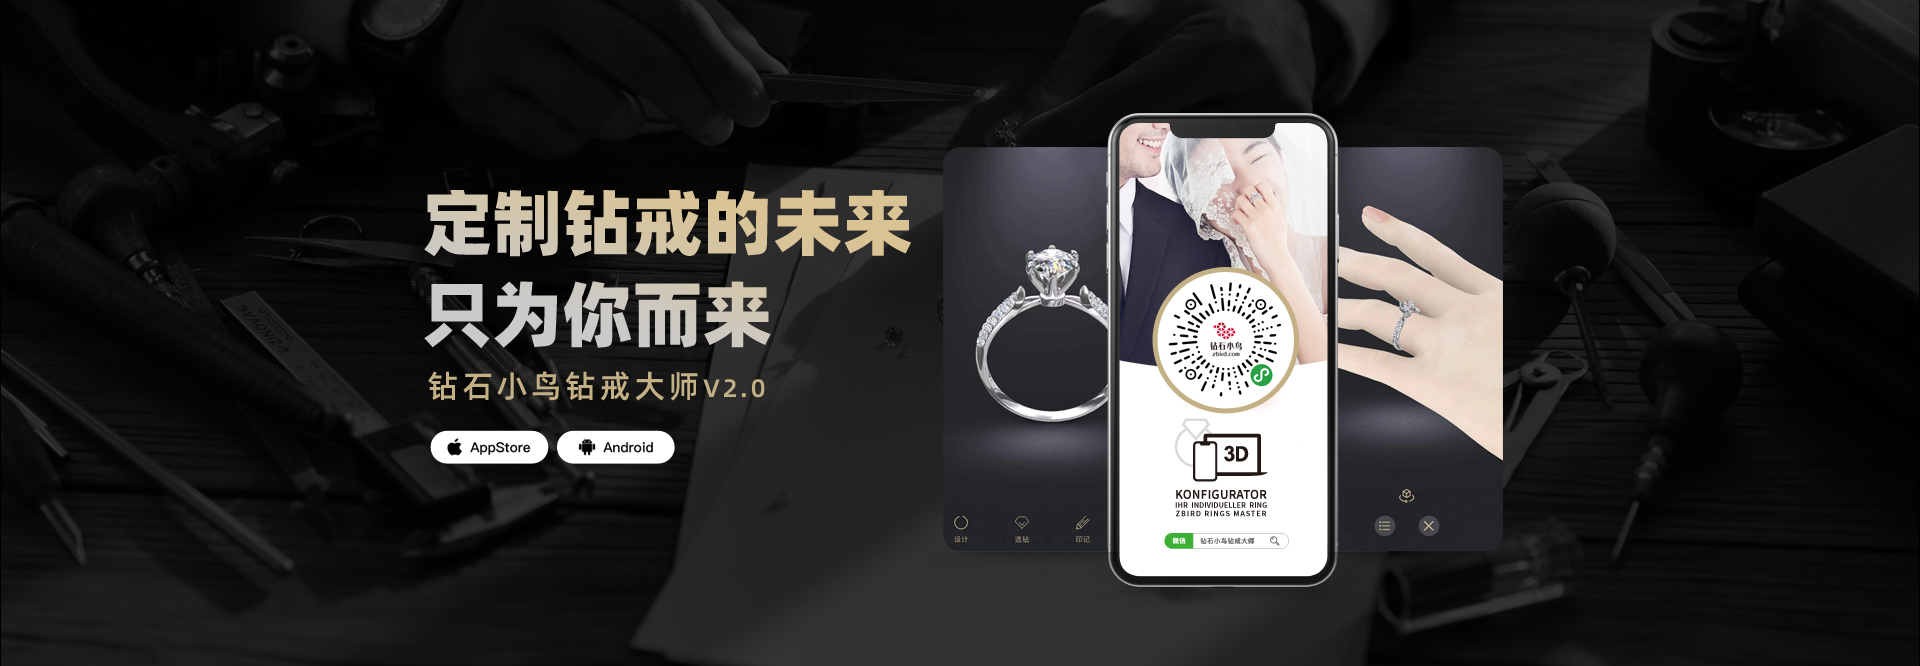 定制钻戒的未来
只为你而来
钻石小鸟钻戒大师V2.0
AppStore
Android
设计
选钻
印记
钻石小鸟
zbird.com
3D
KONFIGURATOR
IHR INDIVIDUELLER RING
ZBIRD RINGS MASTER
微信
钻石小鸟钻戒大师